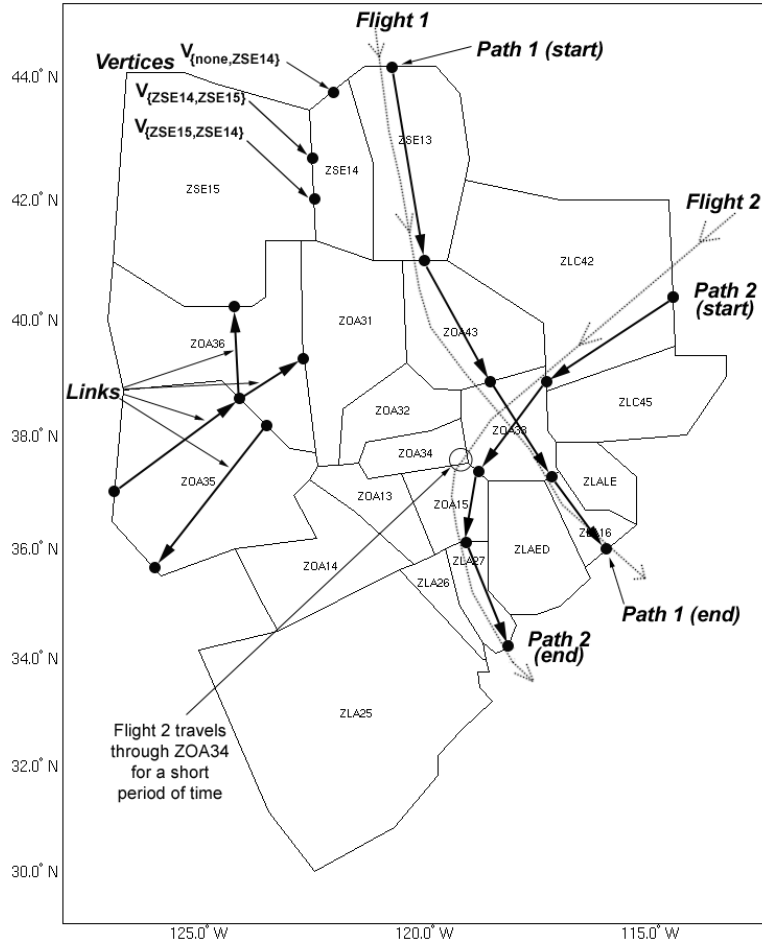 Flight 1
Vertices
V{none,ZSE14}
Path 1 (start)
44.0° N
V{ZSE14,ZSE15}
V{ZSE15,ZSE14}
ZSE13
ZSE14
ZSE15
42.0° N
Flight 2
ZLC42
Path 2
(start)
40.0° N
ZOA31
ZOA43
ZOA36
Links
ZLC45
ZOA32
38.0° N
ZOA33
ZOA34
ZOA35
ZOA13
ZLALE
ZOA15
36.0° N
ZLA16
ZLAED
ZLA27
ZOA14
ZLA26
Path 1 (end)
Path 2
(end)
34.0° N
ZLA25
Flight 2 travels
through ZOA34
for a short
period of time
32.0° N
30.0° N
125.0° W
120.0° W
115.0° W